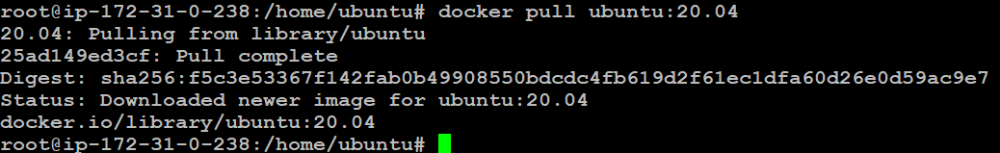 root@ip-172-31-0-238:/home/ubuntu# docker pull ubuntu:20.04
20.04: Pulling from library/ubuntu
25ad149ed3cf: Pull complete
Digest: sha256:f5c3e53367f142fab0b49908550bdcdc4fb619d2f61ec1dfa60d26e0d59ac9e7
Status: Downloaded newer image for ubuntu:20.04
docker.io/library/ubuntu:20.04
root@ip-172-31-0-238:/home/ubuntu#